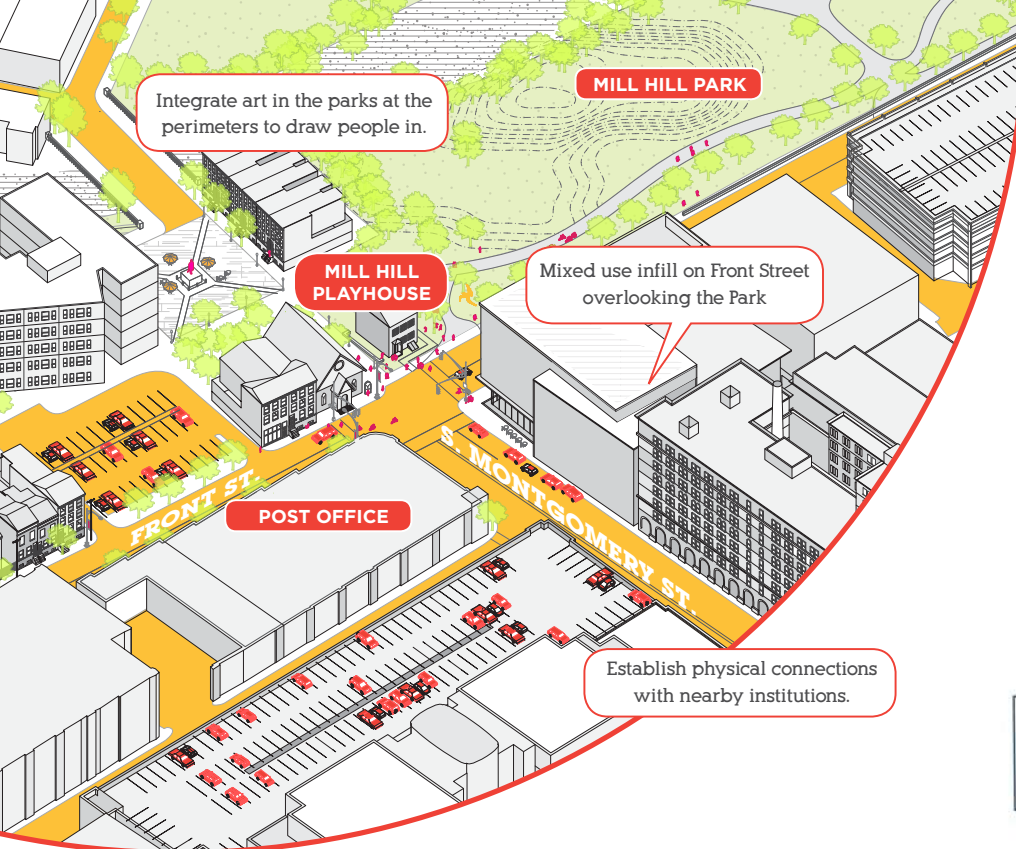 Integrate art in the parks at the
perimeters to draw people in.
MILL HILL PARK
MILL HILL
PLAYHOUSE
Mixed use infill on Front Street
overlooking the Park
FRONT ST.
POST OFFICE
S. MONTGOMERY ST.
Establish physical connections
with nearby institutions.